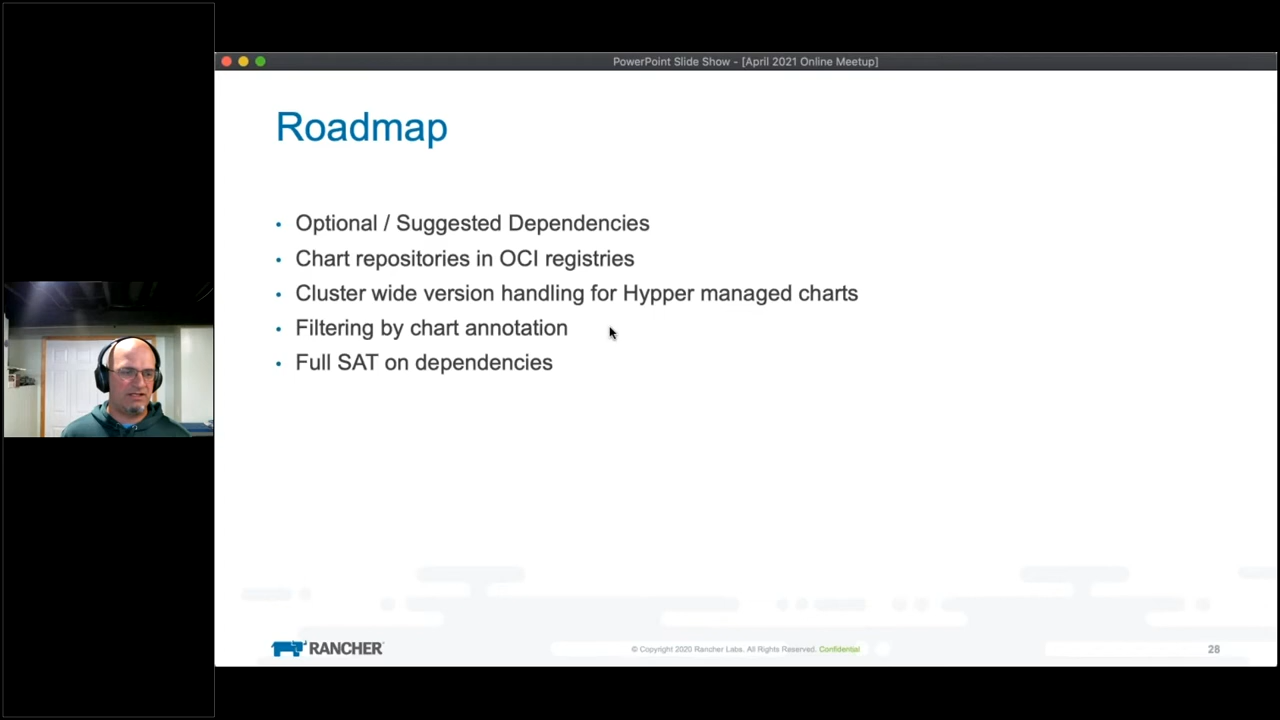 PowerPoint Slide Show - [April 2021 Online Meetup]
Roadmap
• Optional / Suggested Dependencies
• Chart repositories in OCI registries
• Cluster wide version handling for Hypper managed charts
• Filtering by chart annotation
• Full SAT on dependencies
RANCHER
© Copyright 2020 Rancher Labs. All Rights Reserved. Confidential
28